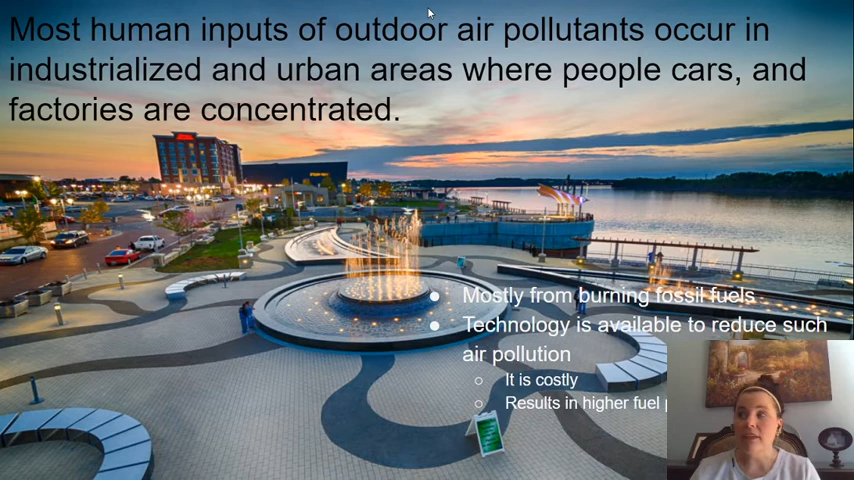 Most human inputs of outdoor air pollutants occur in
industrialized and urban areas where people cars, and
factories are concentrated.
Mostly from burning fossil fuels
Technology is available to reduce such
air pollution
It is costly
Results in higher fuel